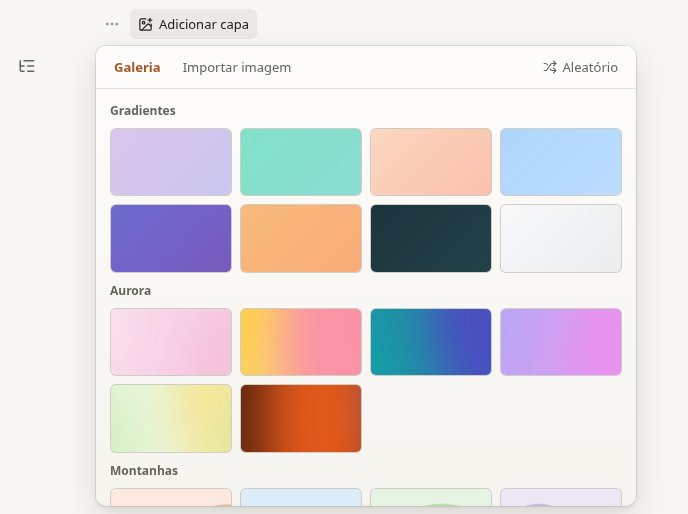 Adicionar capa
Galeria Importar imagem Aleatório
Gradientes
Aurora
Montanhas